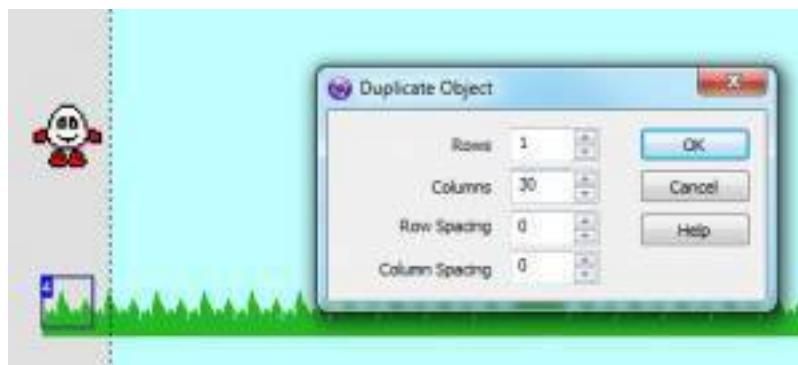 Duplicate Object
Rows 1 OK
Columns 30 Cancel
Row Spacing 0 Help
Column Spacing 0